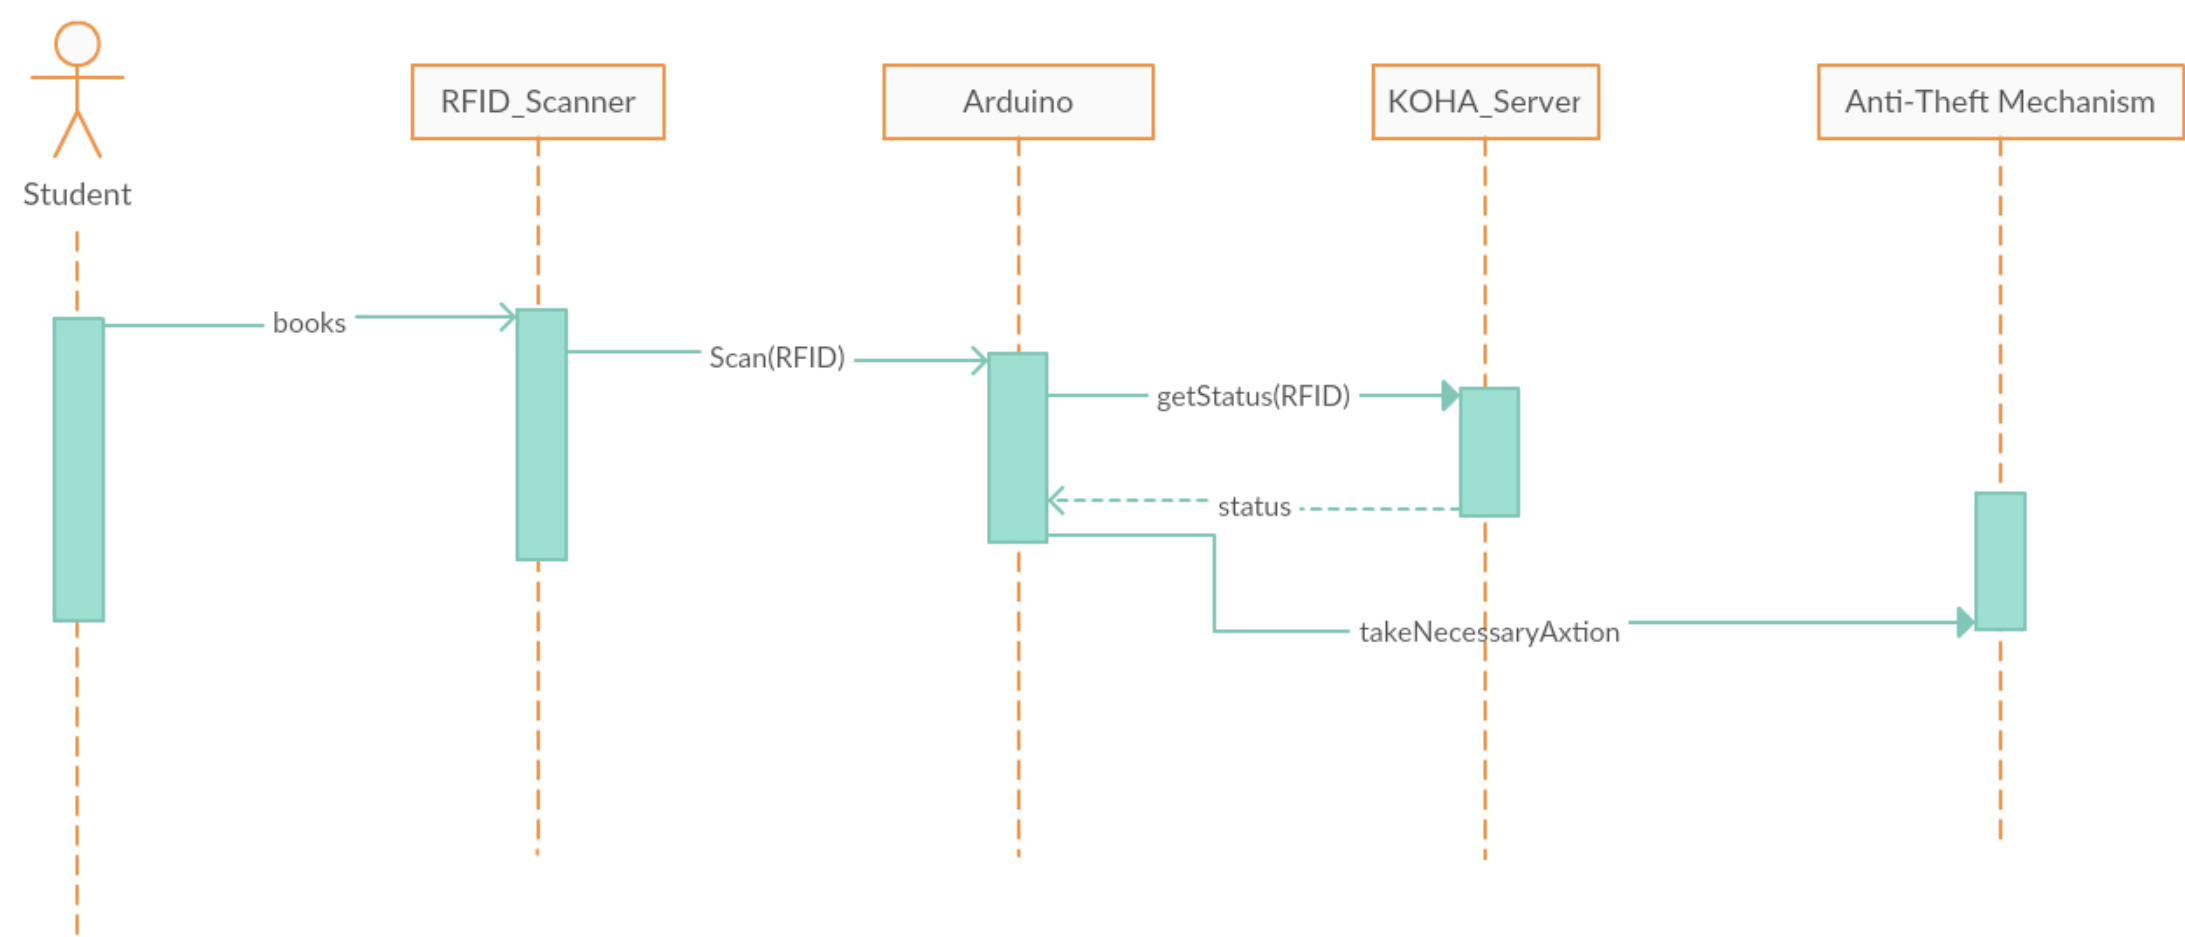 RFID_Scanner
Arduino
KOHA_Server
Anti-Theft Mechanism
Student
books
Scan(RFID)
getStatus(RFID)
status
takeNecessaryAxtion